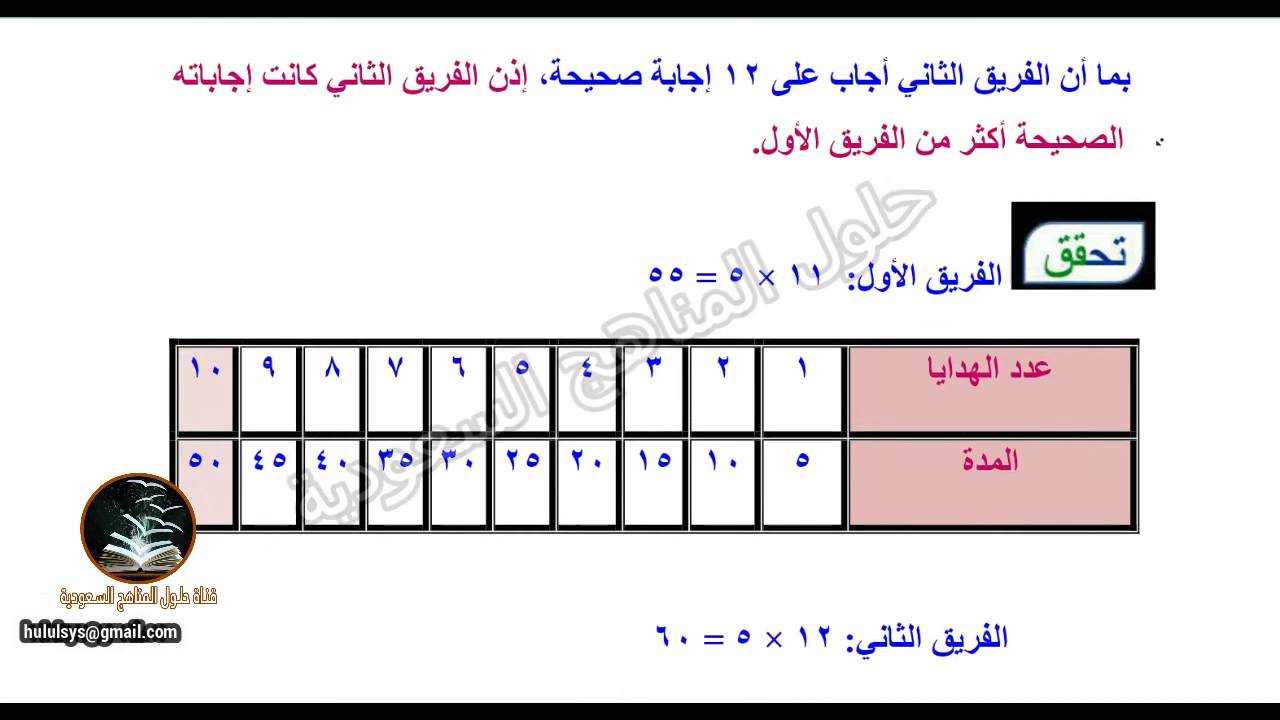 بما أن الفريق الثاني أجاب على ١٢ إجابة صحيحة، إذن الفريق الثاني كانت إجاباته
الصحيحة أكثر من الفريق الأول.
تحقق
الفريق الأول: ١١ × ٥ = ٥٥
عدد الهدايا ١ ٢ ٣ ٤ ٥ ٦ ٧ ٨ ٩ ١٠
المدة ٥ ١٠ ١٥ ٢٠ ٢٥ ٣٠ ٣٥ ٤٠ ٤٥ ٥٠
حلول المناهج السعودية
قناة حلول المناهج السعودية
hululsys@gmail.com
الفريق الثاني: ١٢ × ٥ = ٦٠